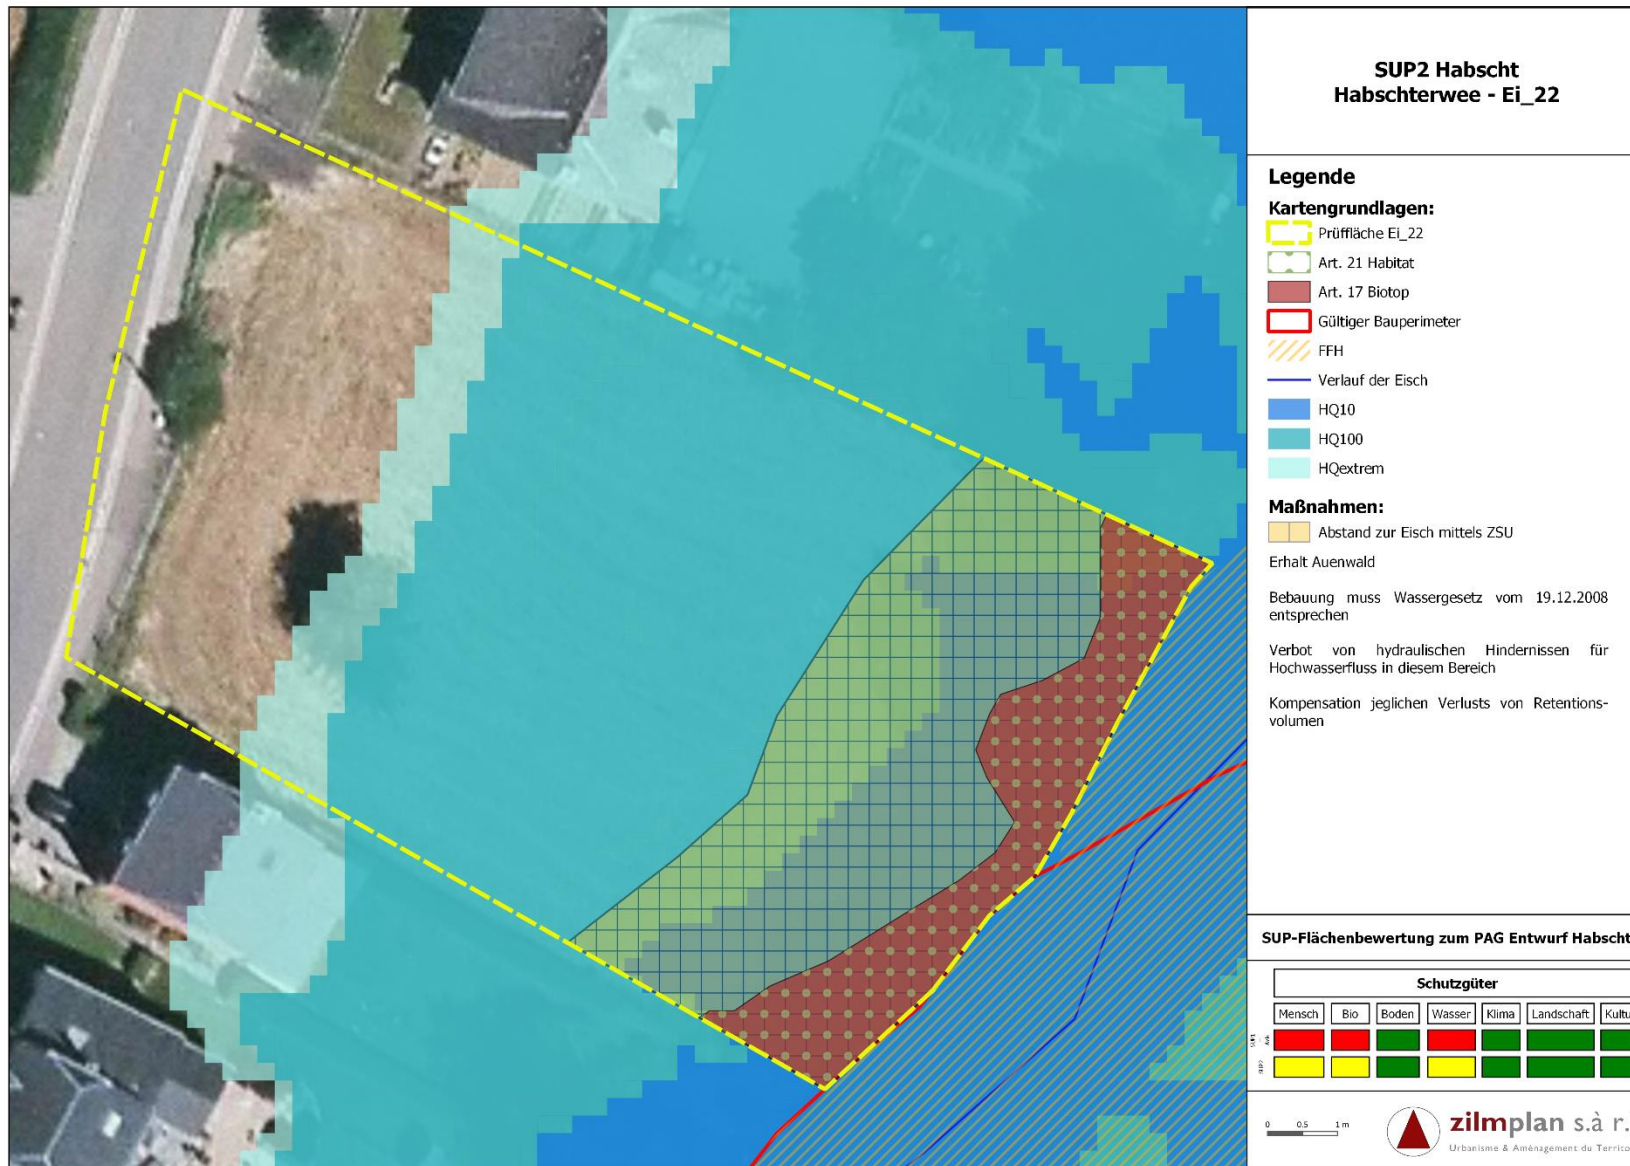 SUP2 Habscht
Habschterwee - Ei_22
Legende
Kartengrundlagen:
Prüffläche Ei_22
Art. 21 Habitat
Art. 17 Biotop
Gültiger Bauperimeter
FFH
Verlauf der Eisch
HQ10
HQ100
HQextrem
Maßnahmen:
Abstand zur Eisch mittels ZSU
Erhalt Auenwald
Bebauung muss Wassergesetz vom 19.12.2008
entsprechen
Verbot von hydraulischen Hindernissen für
Hochwasserfluss in diesem Bereich
Kompensation jeglichen Verlusts von Retentions-
volumen
SUP-Flächenbewertung zum PAG Entwurf Habscht
Schutzgüter
Mensch Bio Boden Wasser Klima Landschaft Kultu
SUP2
0 0.5 1 m
zilmplan s.à r.
Urbanisme & Aménagement du Territo